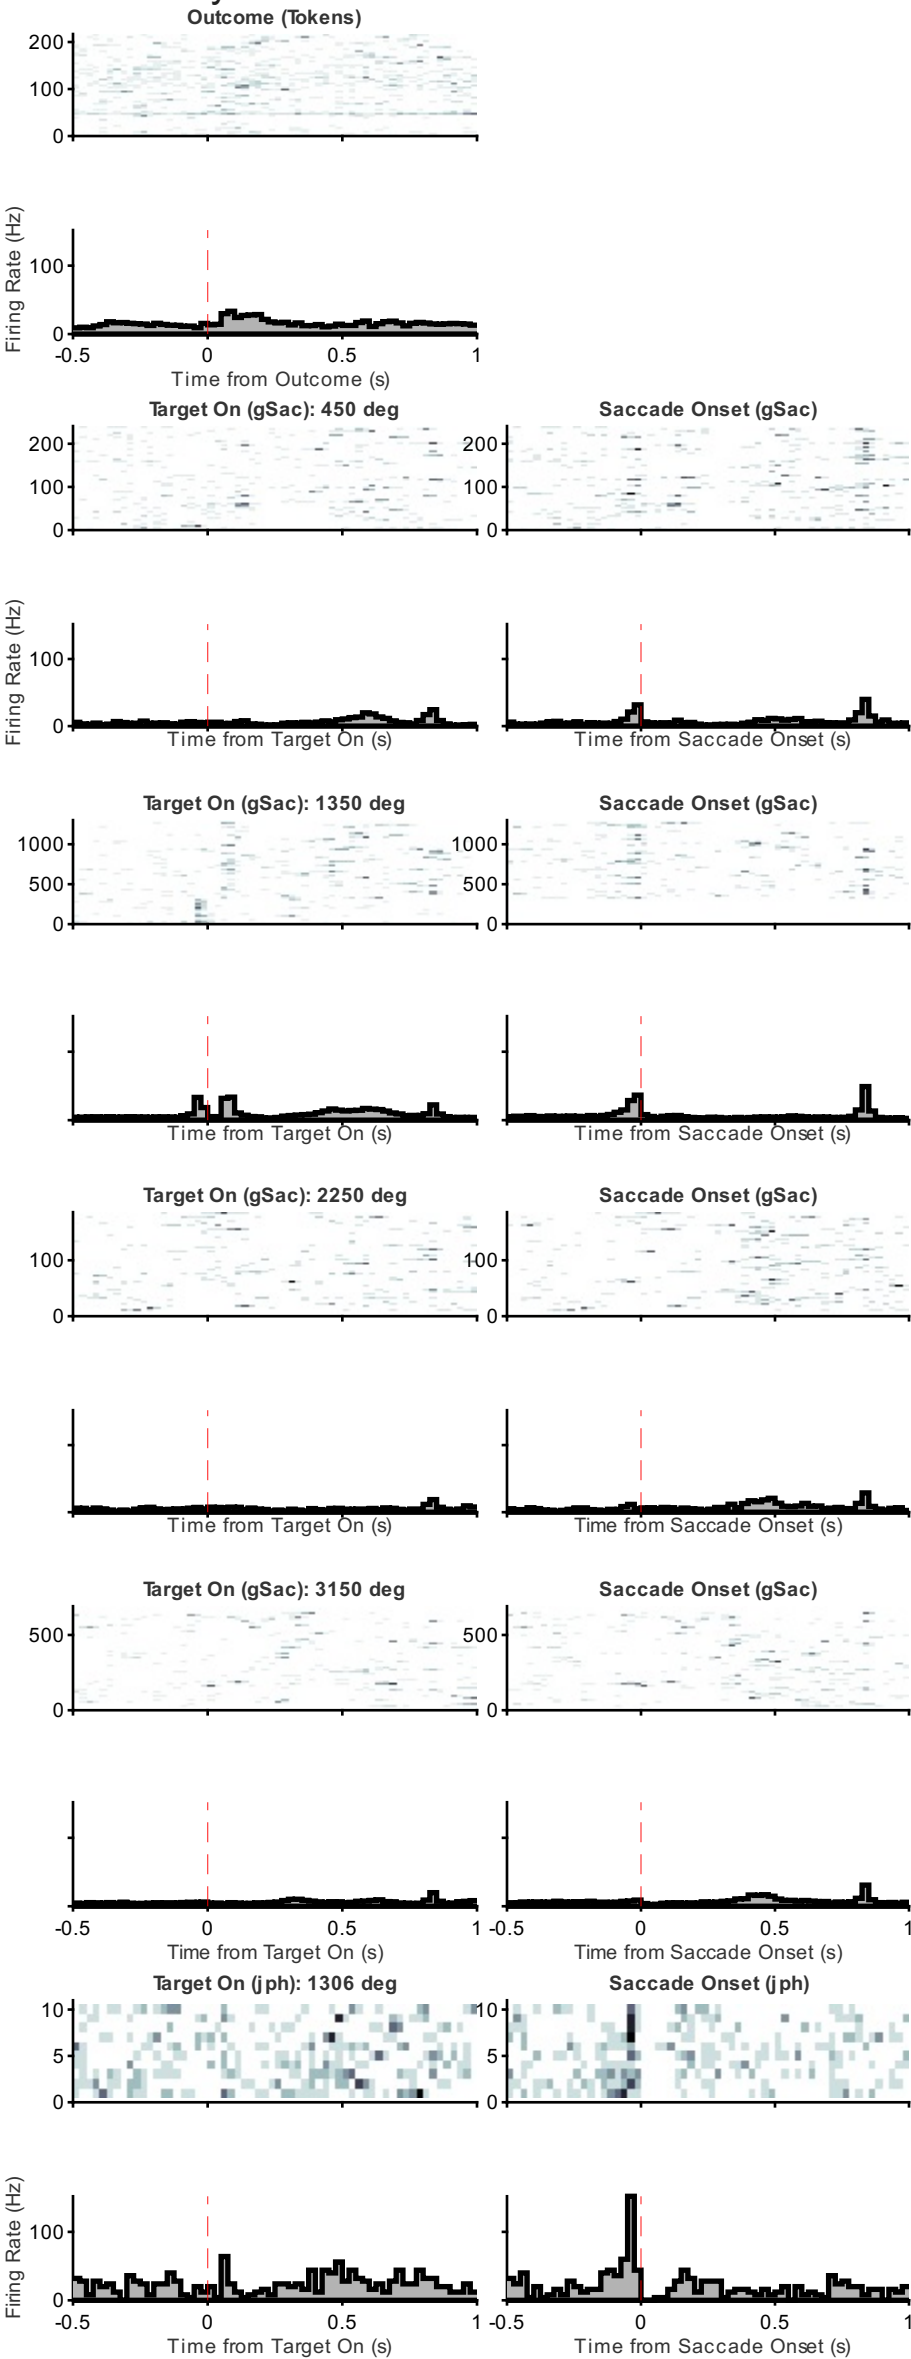 Outcome (Tokens)
200
100
0
Firing Rate (Hz)
100
0
-0.5 0 0.5 1
Time from Outcome (s)
Target On (gSac): 450 deg Saccade Onset (gSac)
200 200
100 100
0 0
Firing Rate (Hz)
100
0
Time from Target On (s) Time from Saccade Onset (s)
Target On (gSac): 1350 deg Saccade Onset (gSac)
1000 1000
500 500
0 0
Time from Target On (s) Time from Saccade Onset (s)
Target On (gSac): 2250 deg Saccade Onset (gSac)
100 100
0 0
Time from Target On (s) Time from Saccade Onset (s)
Target On (gSac): 3150 deg Saccade Onset (gSac)
500 500
0 0
-0.5 0 0.5 1 -0.5 0 0.5 1
Time from Target On (s) Time from Saccade Onset (s)
Target On (jph): 1306 deg Saccade Onset (jph)
10 10
5 5
0 0
Firing Rate (Hz)
100
0
-0.5 0 0.5 1 -0.5 0 0.5 1
Time from Target On (s) Time from Saccade Onset (s)